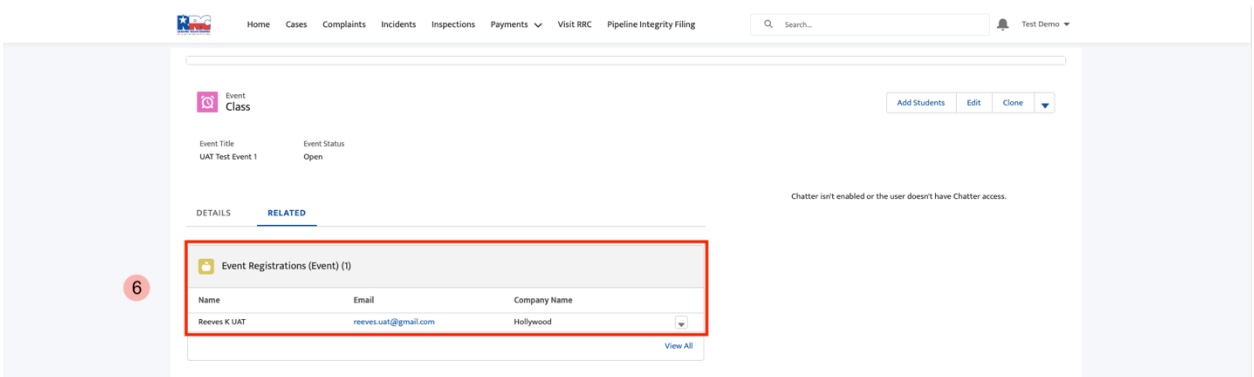 RRC Home Cases Complaints Incidents Inspections Payments Visit RRC Pipeline Integrity Filing Search... Test Demo
Event
Class
Add Students Edit Clone
Event Title Event Status
UAT Test Event 1 Open
Chatter isn't enabled or the user doesn't have Chatter access.
DETAILS RELATED
Event Registrations (Event) (1)
6
Name Email Company Name
Reeves K UAT reeves.uat@gmail.com Hollywood
View All